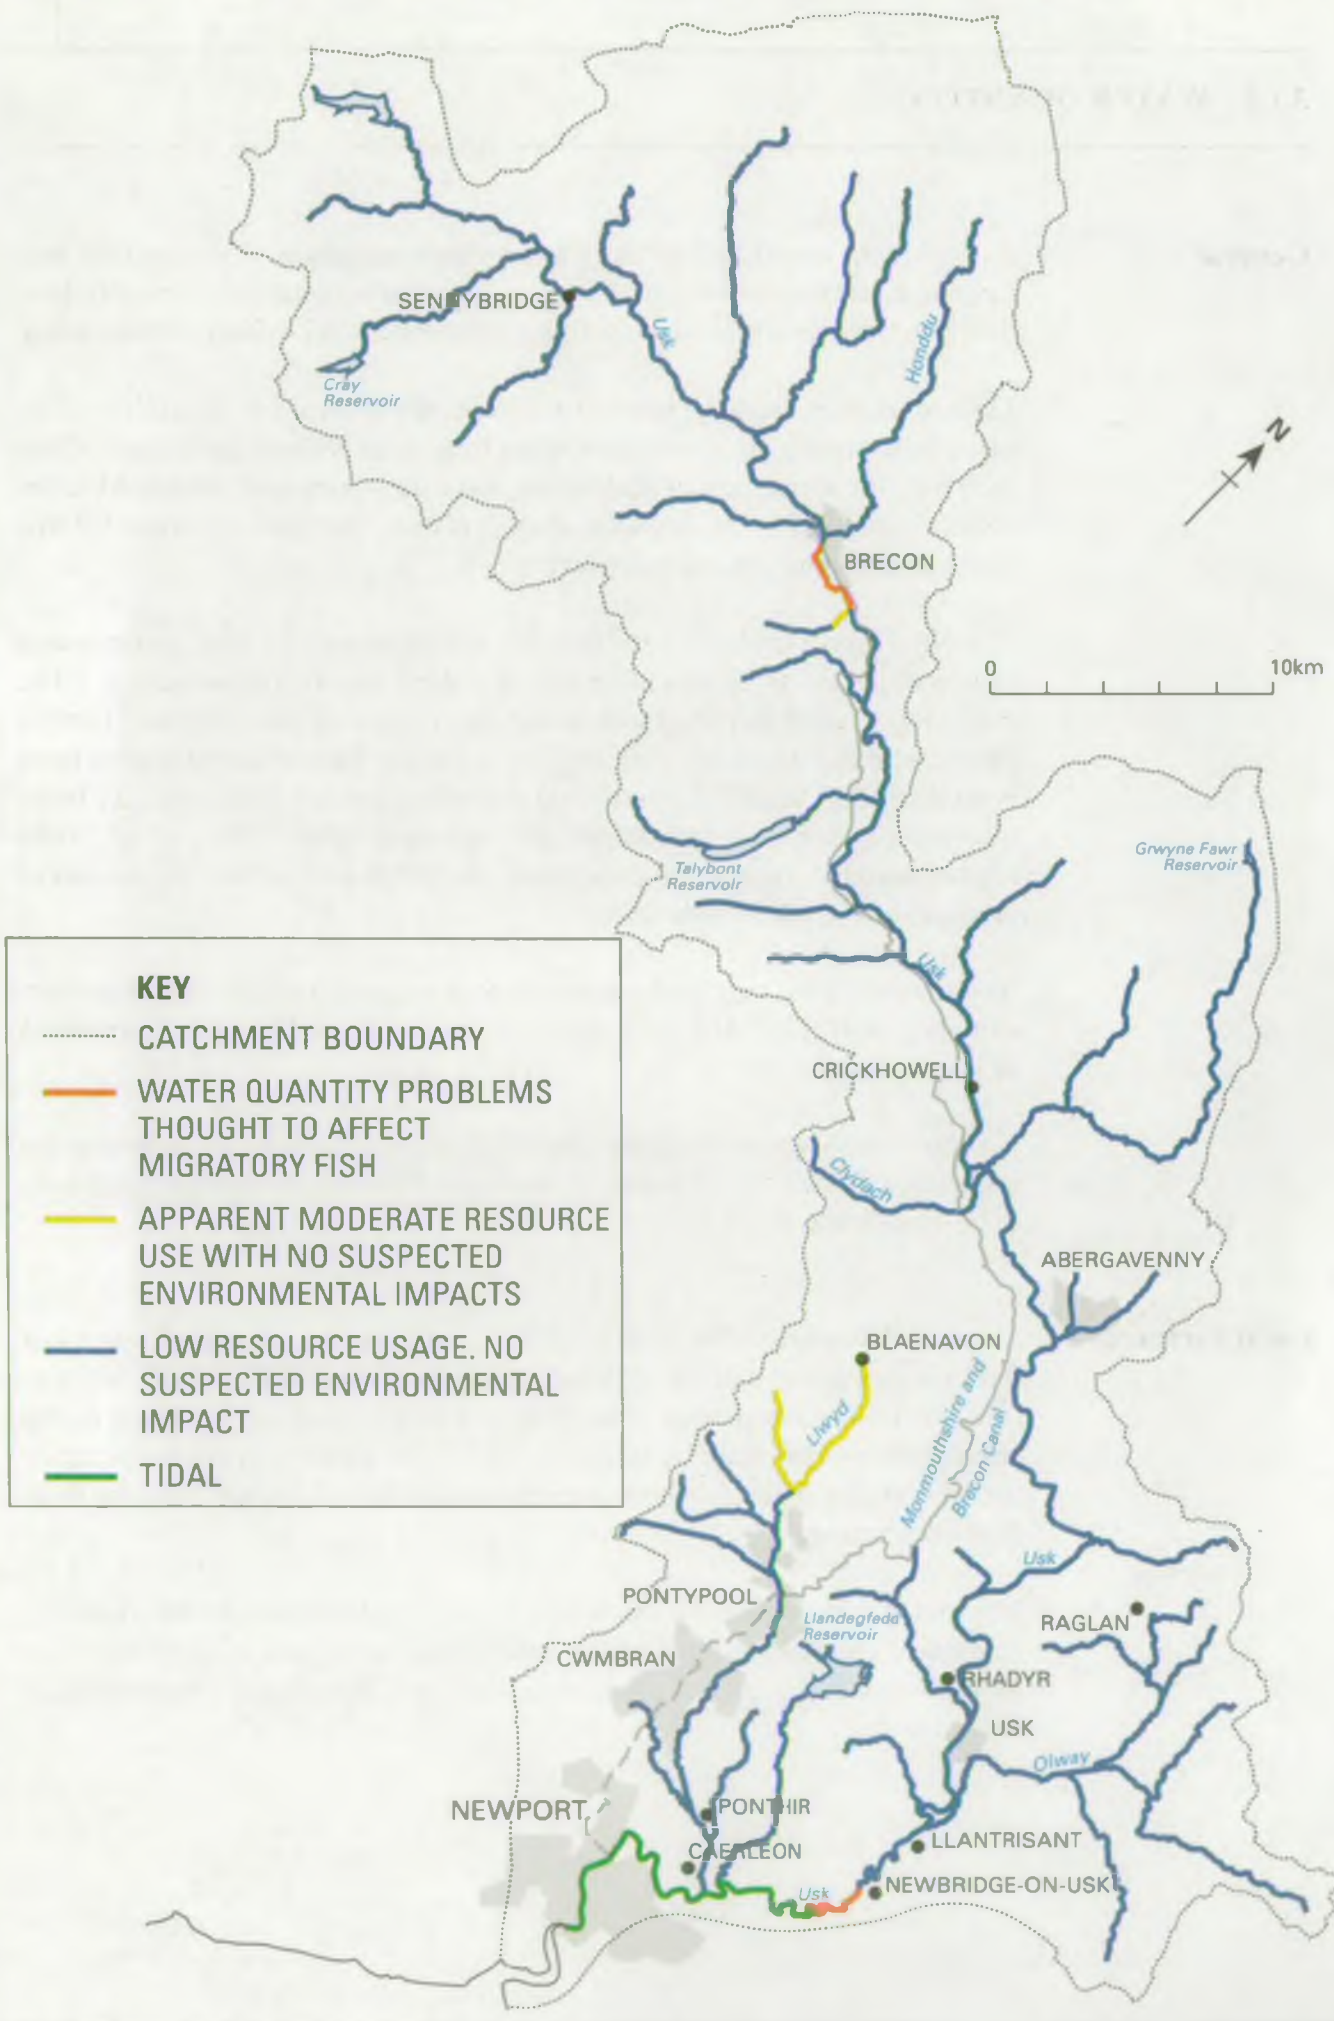 SENNYBRIDGE
Usk
Honddu
Cray
Reservoir
N
BRECON
0 10km
Talybont
Reservoir
Grwyne Fawr
Reservoir
Usk
KEY
CATCHMENT BOUNDARY
WATER QUANTITY PROBLEMS
THOUGHT TO AFFECT
MIGRATORY FISH
APPARENT MODERATE RESOURCE
USE WITH NO SUSPECTED
ENVIRONMENTAL IMPACTS
LOW RESOURCE USAGE. NO
SUSPECTED ENVIRONMENTAL
IMPACT
TIDAL
CRICKHOWELL
Clydach
ABERGAVENNY
BLAENAVON
Llwyd
Monmouthshire and
Brecon Canal
Usk
PONTYPOOL
Llandegfedd
Reservoir
RAGLAN
CWMBRAN
RHADYR
USK
Olway
NEWPORT
PONTHIR
CAERLEON
LLANTRISANT
Usk
NEWBRIDGE-ON-USK